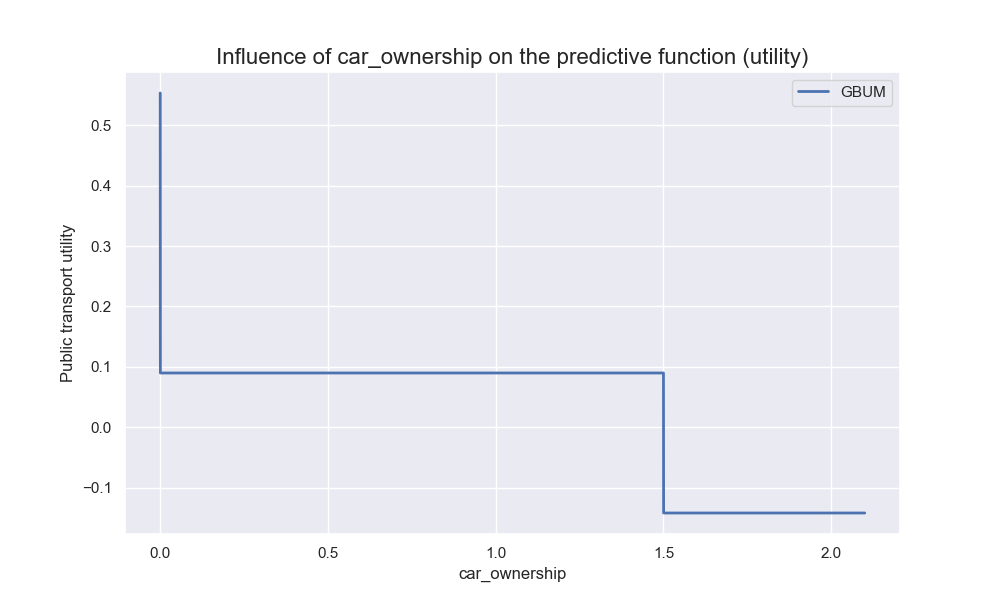 Influence of car_ownership on the predictive function (utility)
GBUM
0.5
0.4
0.3
0.2
0.1
0.0
−0.1
Public transport utility
0.0 0.5 1.0 1.5 2.0
car_ownership